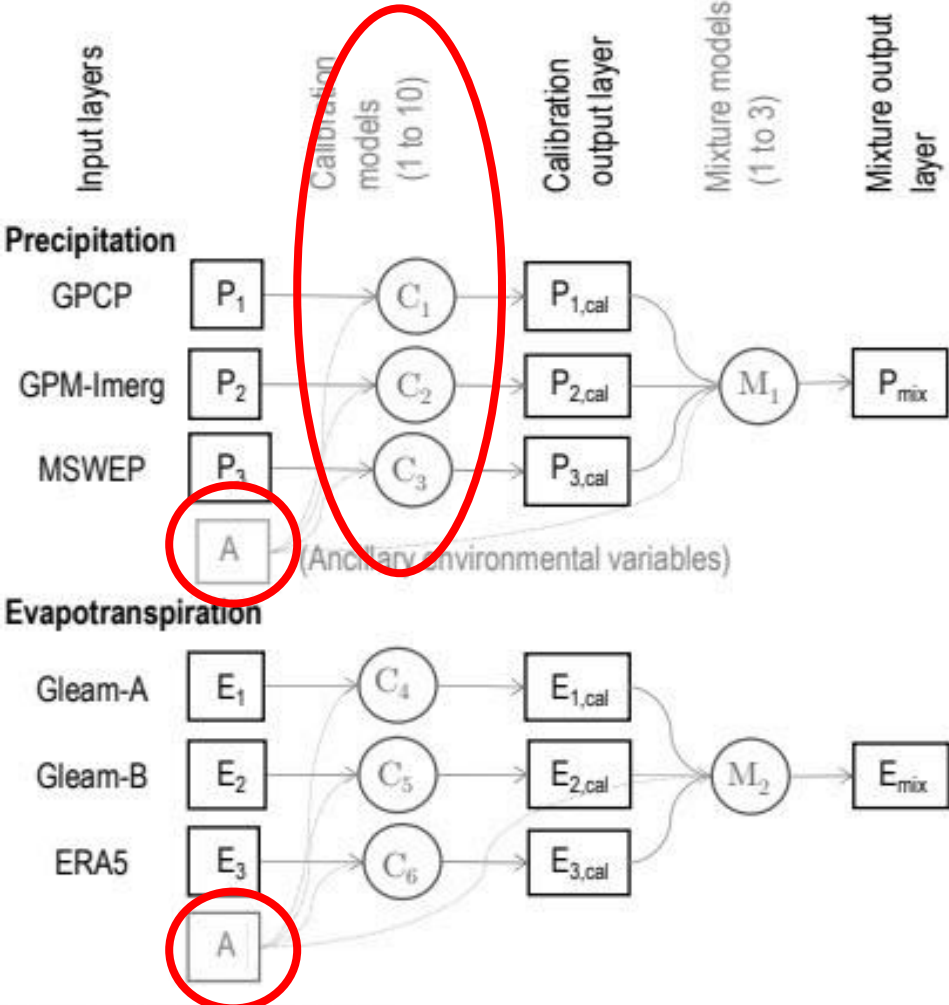 Input layers
Calibration
models
(1 to 10)
Calibration
output layer
Mixture models
(1 to 3)
Mixture output
layer
Precipitation
GPCP P1 C1 P1,cal
GPM-Imerg P2 C2 P2,cal M1 Pmix
MSWEP P3 C3 P3,cal
A (Ancillary environmental variables)
Evapotranspiration
Gleam-A E1 C4 E1,cal
Gleam-B E2 C5 E2,cal M2 Emix
ERA5 E3 C6 E3,cal
A